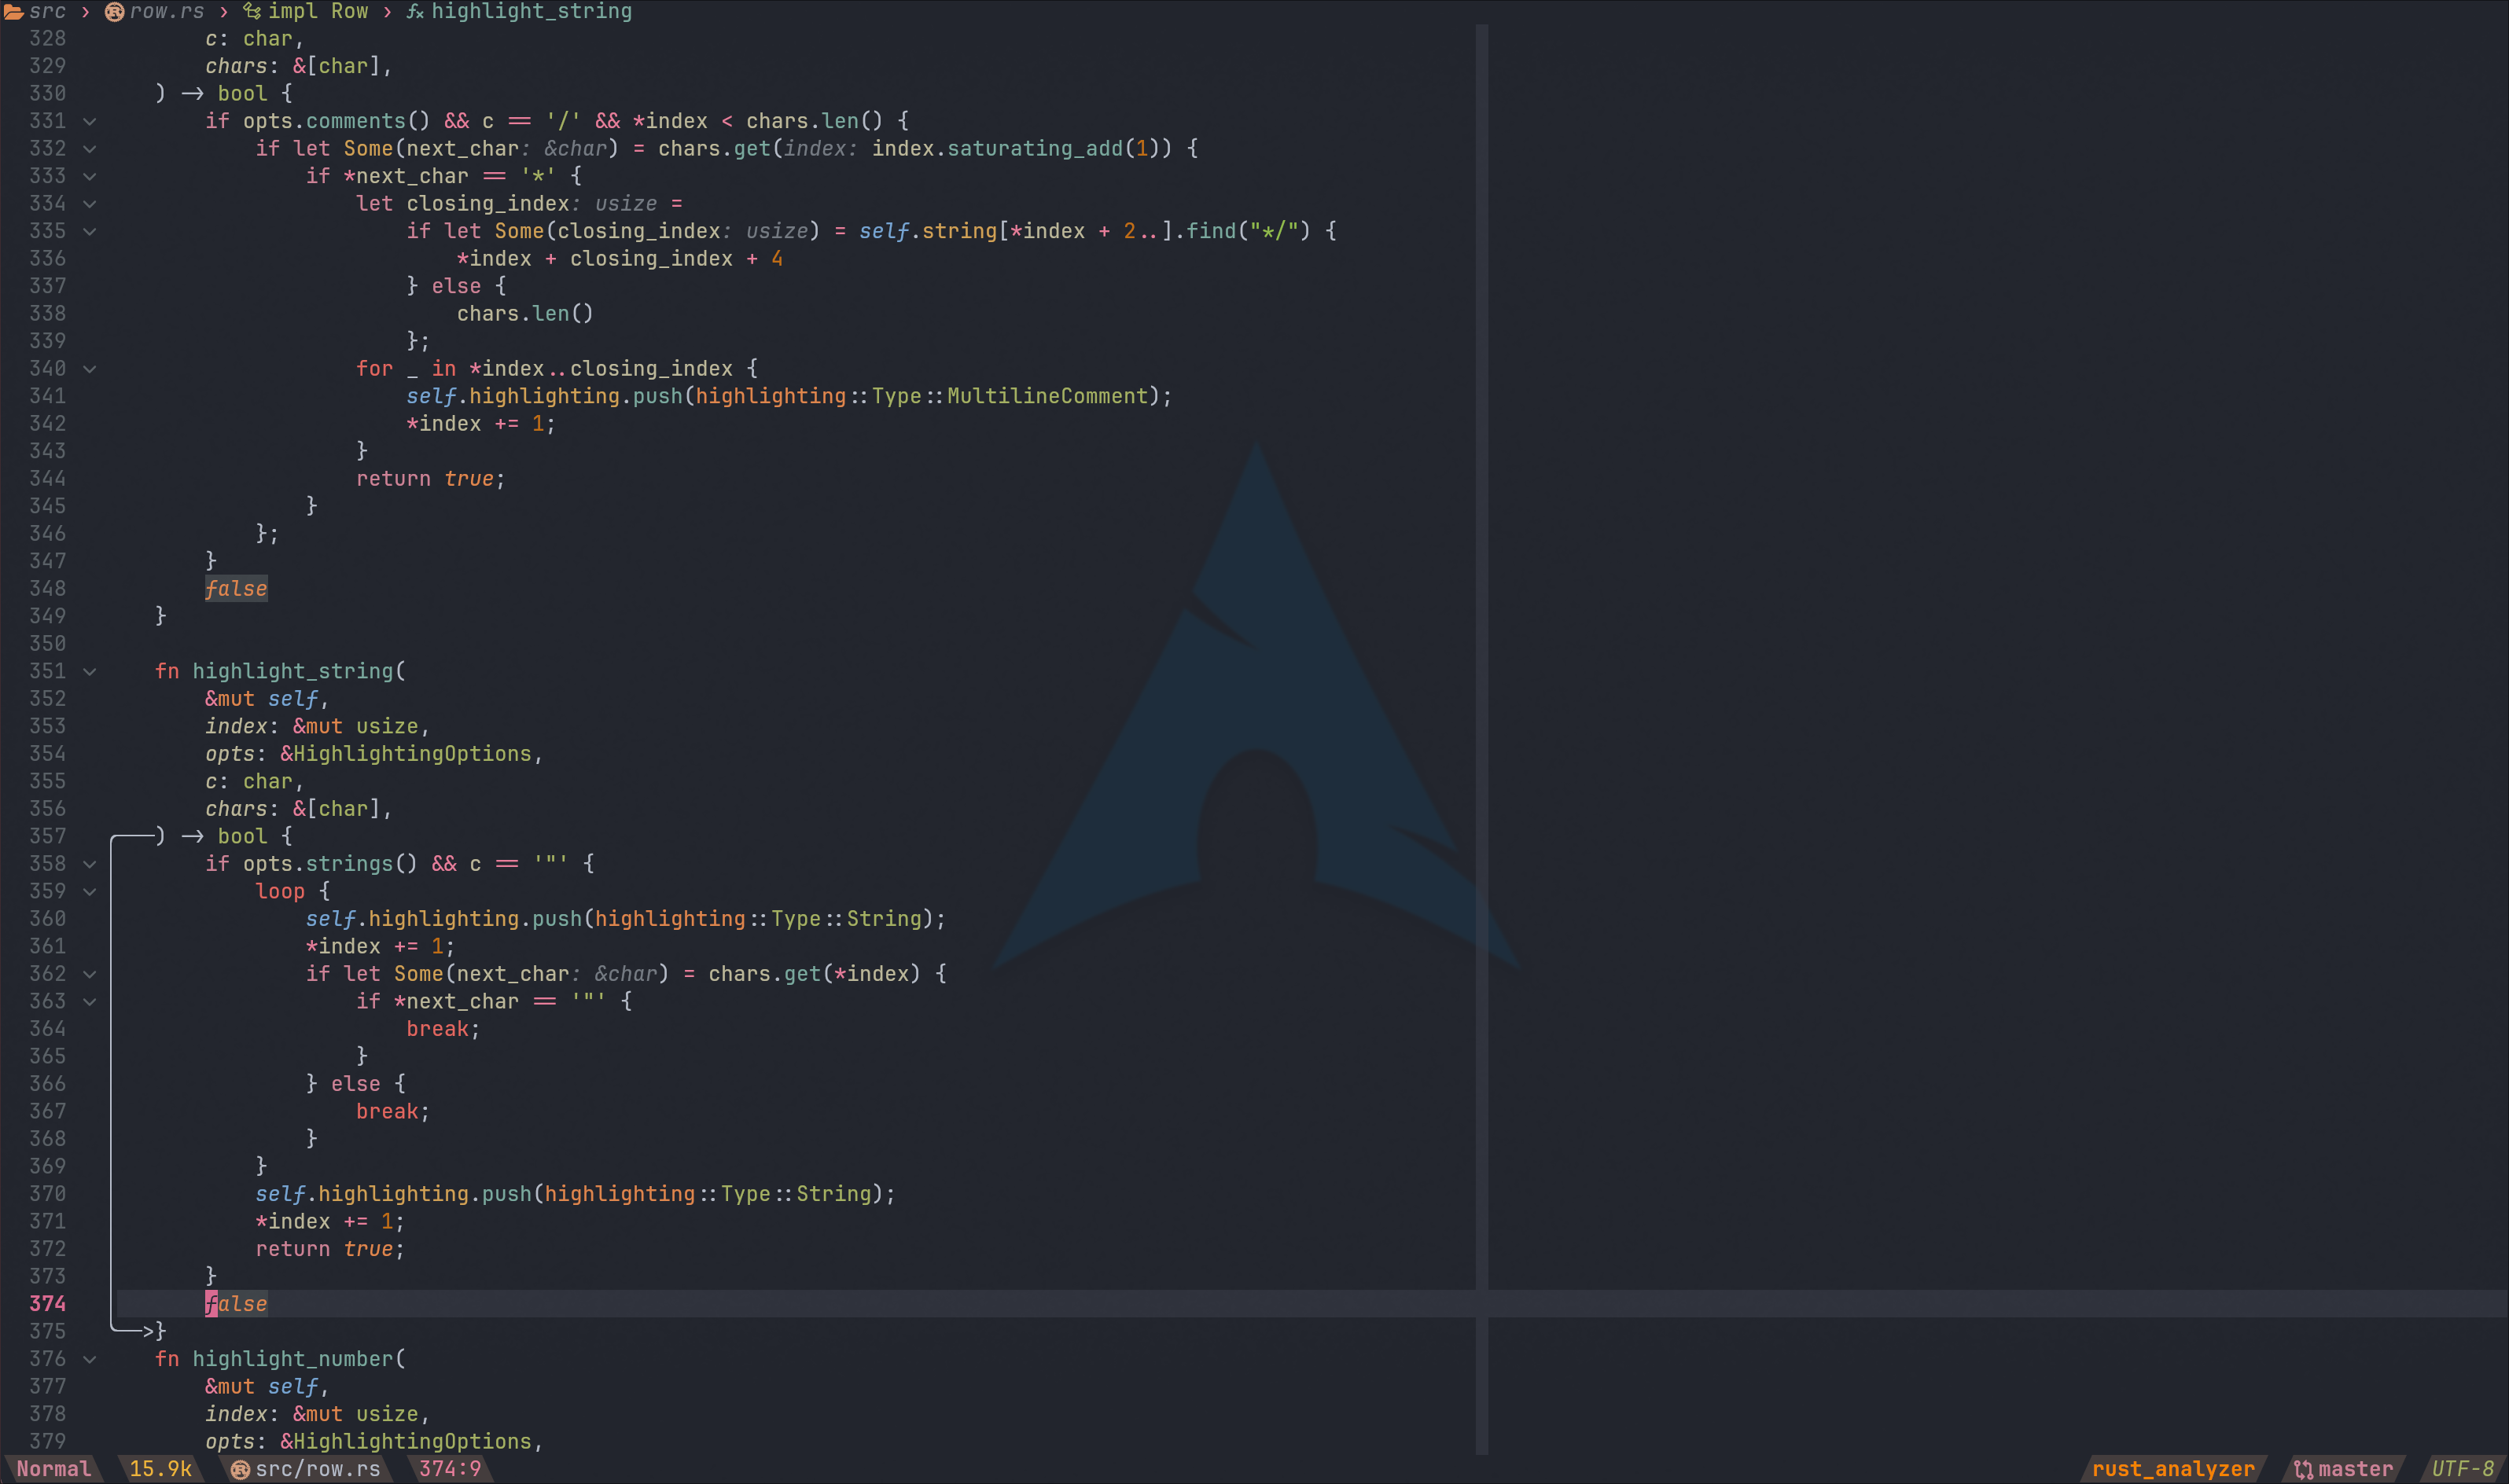 src › row.rs › impl Row › fx highlight_string
328 c: char,
329 chars: &[char],
330 ) -> bool {
331 if opts.comments() && c == '/' && *index < chars.len() {
332 if let Some(next_char: &char) = chars.get(index: index.saturating_add(1)) {
333 if *next_char == '*' {
334 let closing_index: usize =
335 if let Some(closing_index: usize) = self.string[*index + 2..].find("*/") {
336 *index + closing_index + 4
337 } else {
338 chars.len()
339 };
340 for _ in *index..closing_index {
341 self.highlighting.push(highlighting::Type::MultilineComment);
342 *index += 1;
343 }
344 return true;
345 }
346 };
347 }
348 false
349 }
350
351 fn highlight_string(
352 &mut self,
353 index: &mut usize,
354 opts: &HighlightingOptions,
355 c: char,
356 chars: &[char],
357 ) -> bool {
358 if opts.strings() && c == '"' {
359 loop {
360 self.highlighting.push(highlighting::Type::String);
361 *index += 1;
362 if let Some(next_char: &char) = chars.get(*index) {
363 if *next_char == '"' {
364 break;
365 }
366 } else {
367 break;
368 }
369 }
370 self.highlighting.push(highlighting::Type::String);
371 *index += 1;
372 return true;
373 }
374 false
375 >}
376 fn highlight_number(
377 &mut self,
378 index: &mut usize,
379 opts: &HighlightingOptions,
Normal 15.9k src/row.rs 374:9 rust_analyzer master UTF-8